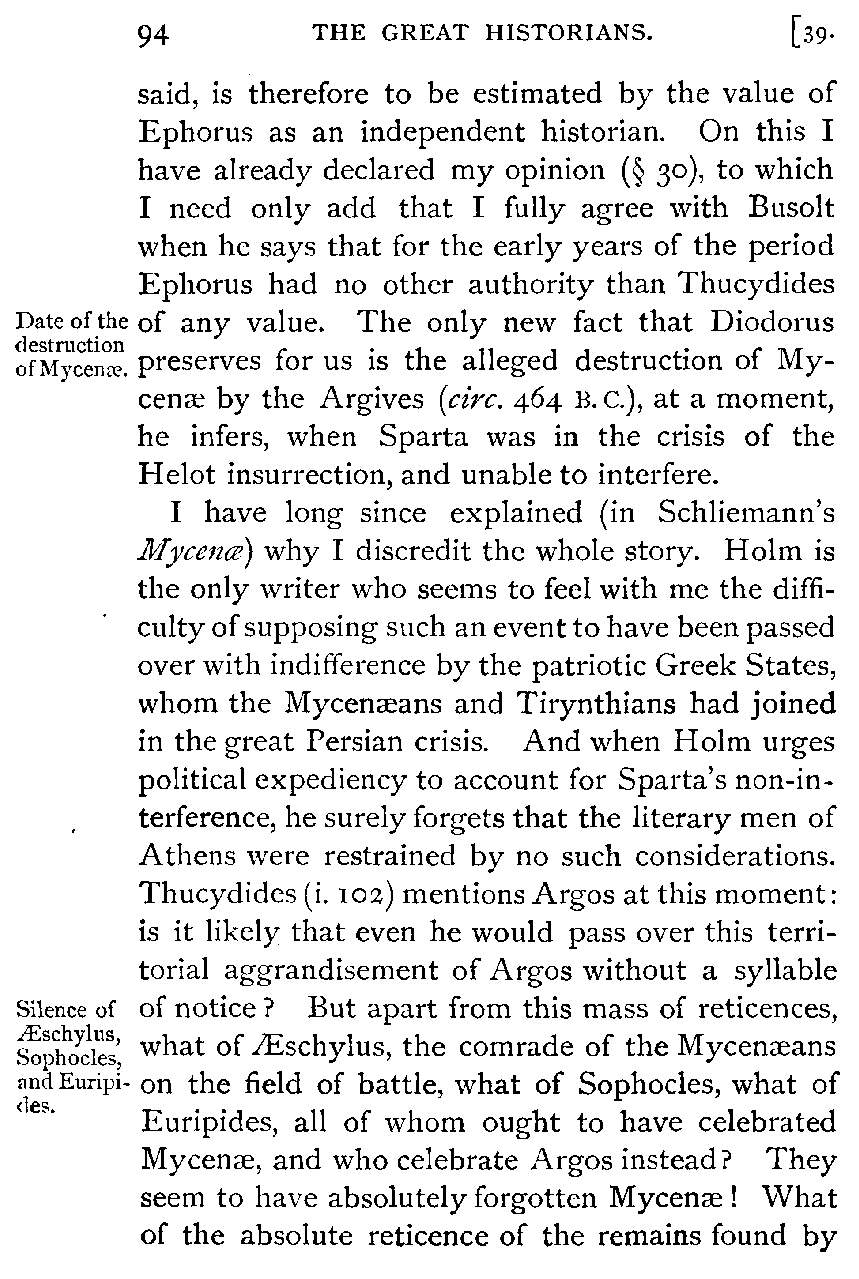 94 THE GREAT HISTORIANS. [39.
said, is therefore to be estimated by the value of
Ephorus as an independent historian. On this I
have already declared my opinion (§ 30), to which
I need only add that I fully agree with Busolt
when he says that for the early years of the period
Ephorus had no other authority than Thucydides
Date of the
destruction
of Mycenæ.
of any value. The only new fact that Diodorus
preserves for us is the alleged destruction of My-
cenæ by the Argives (circ. 464 B.C.), at a moment,
he infers, when Sparta was in the crisis of the
Helot insurrection, and unable to interfere.
I have long since explained (in Schliemann's
Mycenæ) why I discredit the whole story. Holm is
the only writer who seems to feel with me the diffi-
culty of supposing such an event to have been passed
over with indifference by the patriotic Greek States,
whom the Mycenæans and Tirynthians had joined
in the great Persian crisis. And when Holm urges
political expediency to account for Sparta's non-in-
terference, he surely forgets that the literary men of
Athens were restrained by no such considerations.
Thucydides (i. 102) mentions Argos at this moment:
is it likely that even he would pass over this terri-
torial aggrandisement of Argos without a syllable
Silence of
Æschylus,
Sophocles,
and Euripi-
des.
of notice? But apart from this mass of reticences,
what of Æschylus, the comrade of the Mycenæans
on the field of battle, what of Sophocles, what of
Euripides, all of whom ought to have celebrated
Mycenæ, and who celebrate Argos instead? They
seem to have absolutely forgotten Mycenæ! What
of the absolute reticence of the remains found by